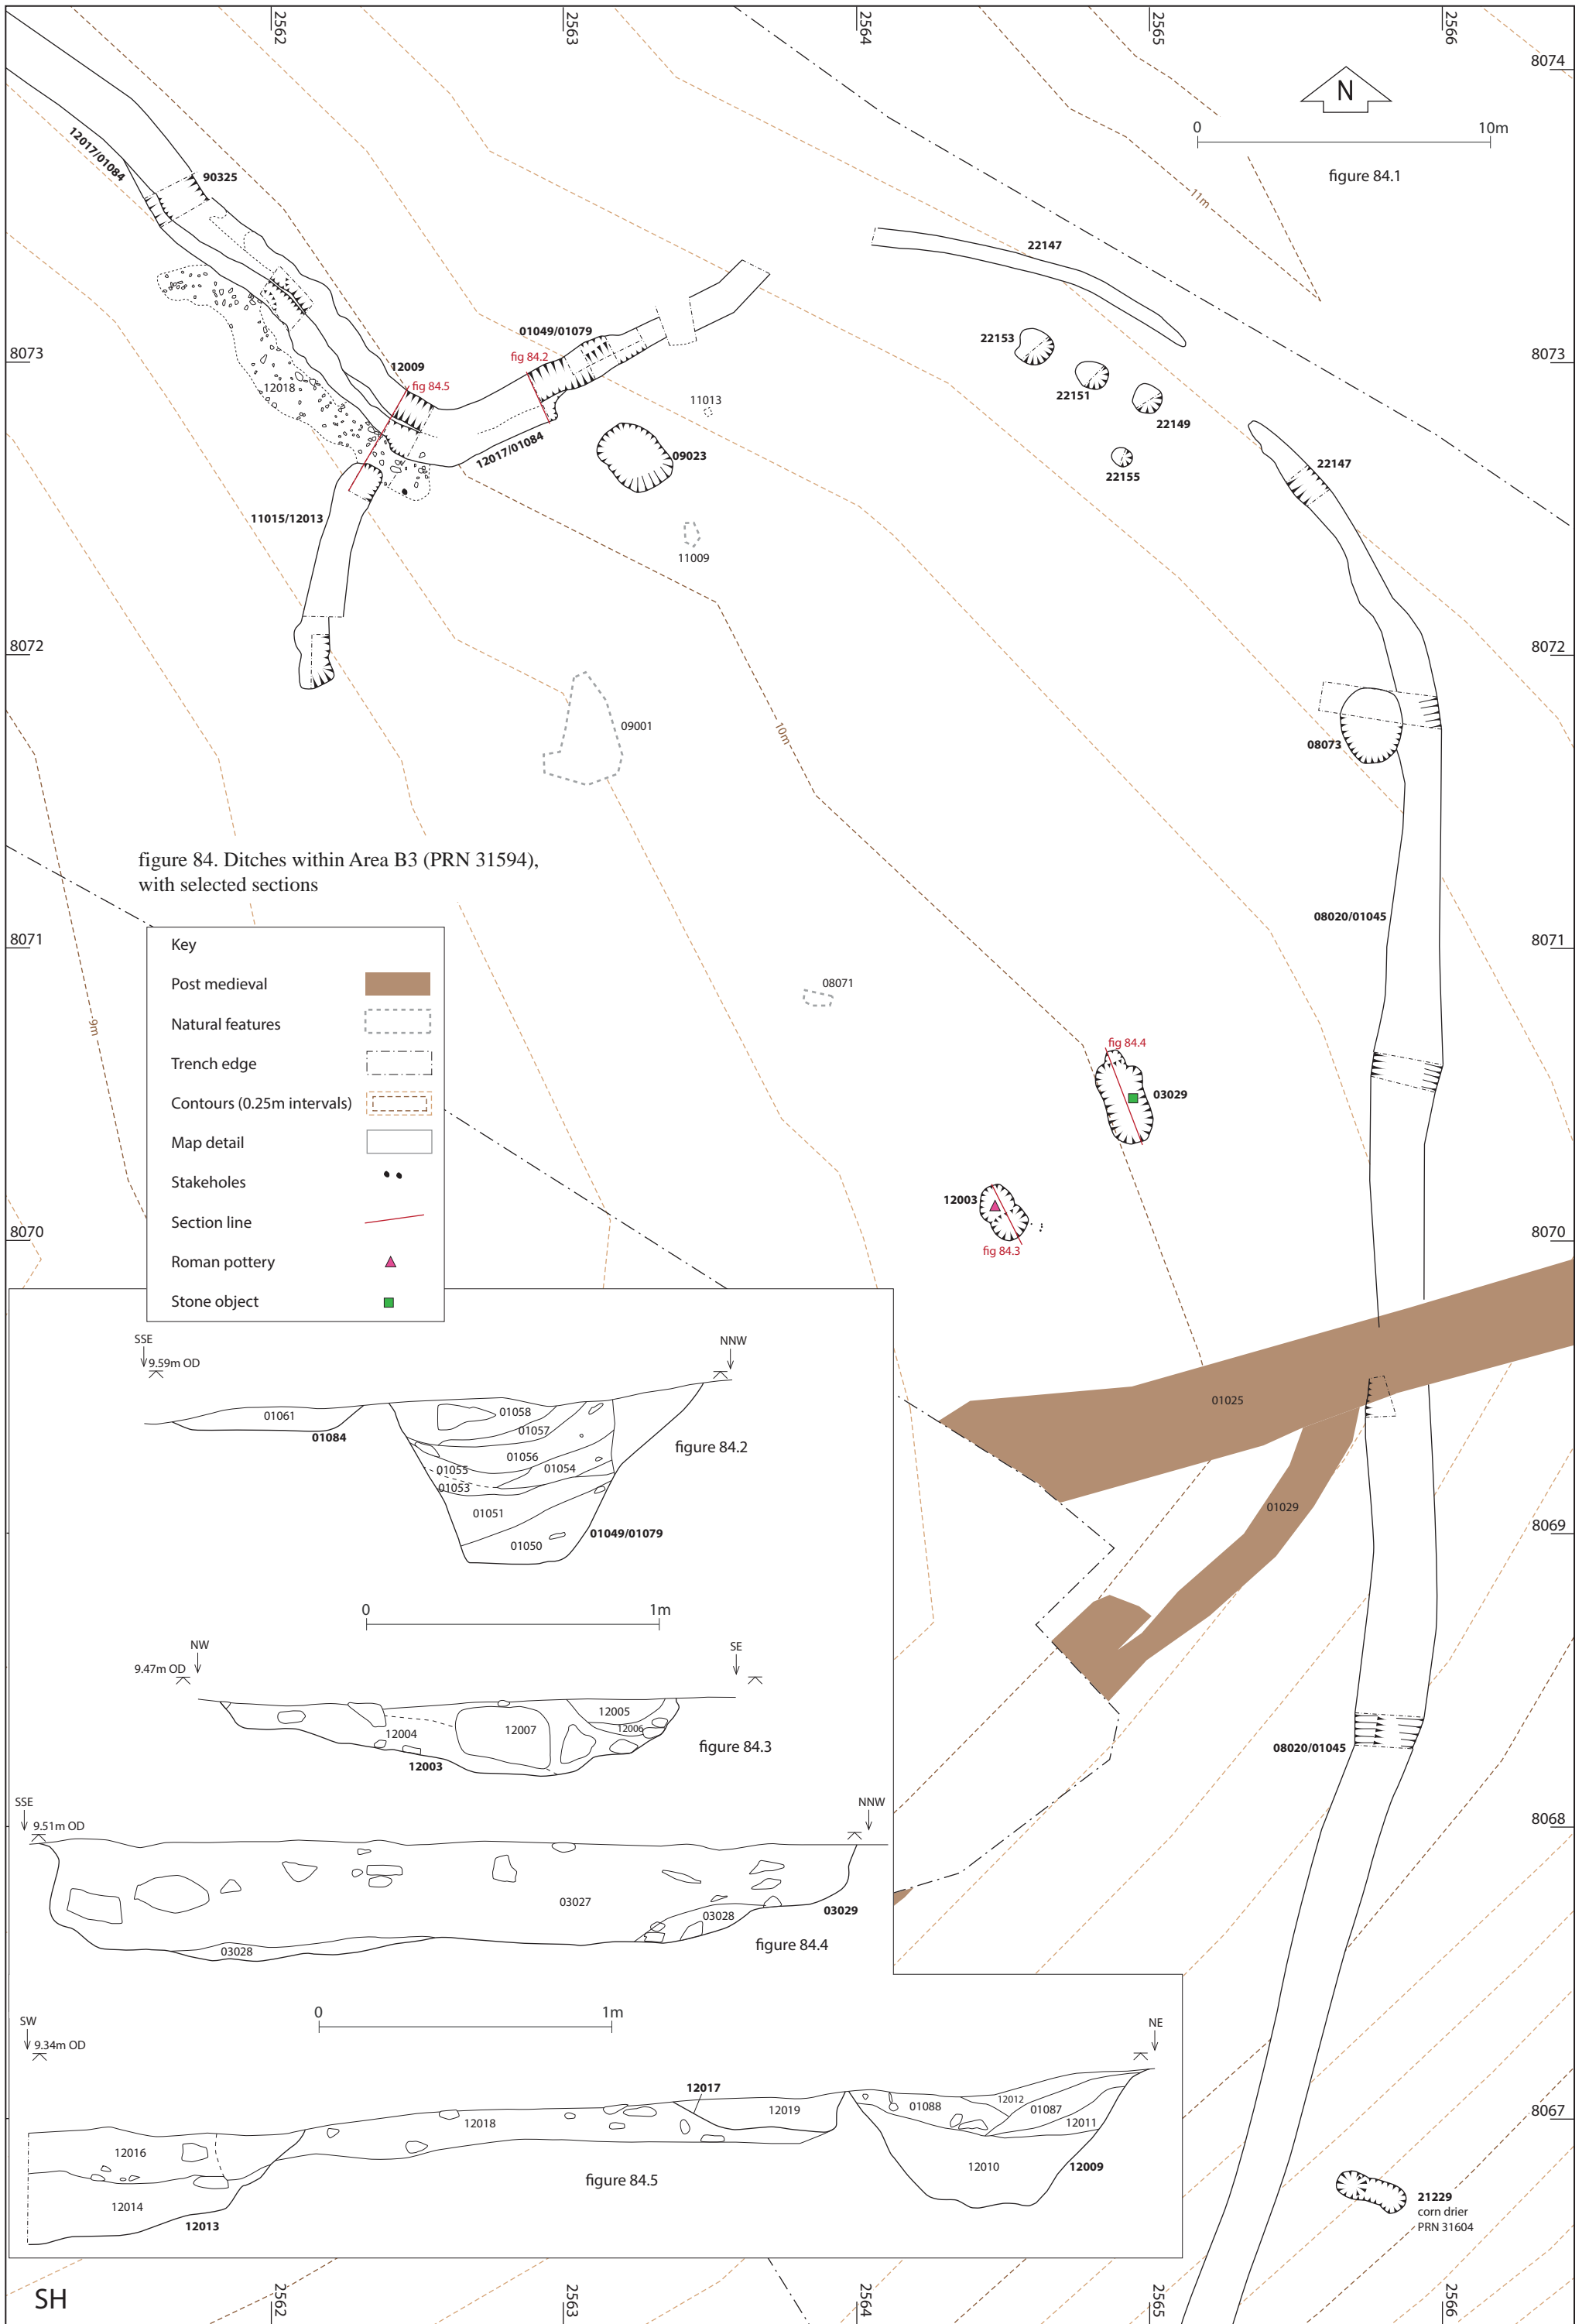 2562
2563
2564
2565
2566
8074
N
0
10m
figure 84.1
11m
12017/01084
90325
22147
22153
01049/01079
fig 84.2
8073
8073
12009
fig 84.5
22151
12018
11013
22149
12017/01084
09023
22155
22147
11015/12013
11009
8072
8072
09001
10m
08073
figure 84. Ditches within Area B3 (PRN 31594),
with selected sections
08020/01045
8071
8071
Key
Post medieval
Natural features
Trench edge
Contours (0.25m intervals)
Map detail
Stakeholes
Section line
Roman pottery
Stone object
08071
9m
fig 84.4
03029
12003
fig 84.3
8070
8070
SSE
9.59m OD
NNW
01061
01084
01058
01057
01056
01055
01054
01053
01051
01050
01049/01079
figure 84.2
01025
01029
8069
0
1m
NW
9.47m OD
SE
12004
12007
12005
12006
12003
figure 84.3
08020/01045
SSE
9.51m OD
NNW
8068
03027
03028
03028
03029
figure 84.4
0
1m
SW
9.34m OD
NE
12017
12018
12019
01088
12012
01087
12011
12016
12010
12009
12014
12013
figure 84.5
8067
21229
corn drier
PRN 31604
SH
2562
2563
2564
2565
2566